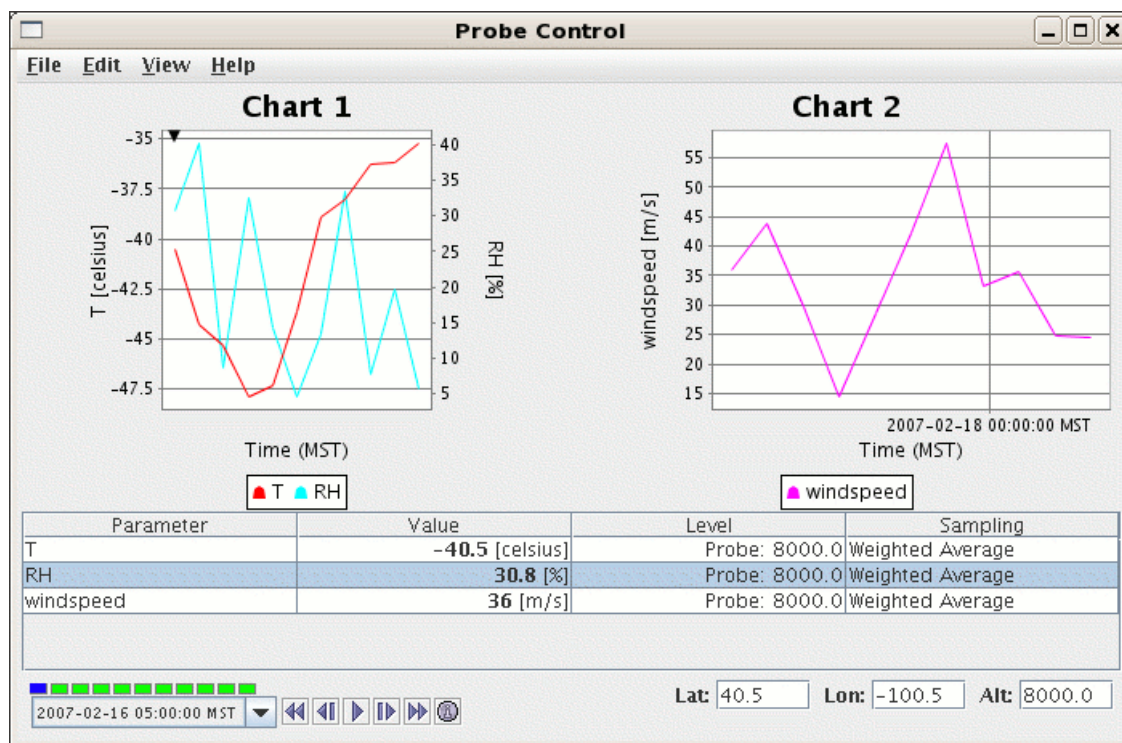 Probe Control
File Edit View Help
Chart 1
-35
-37.5
-40
-42.5
-45
-47.5
T [celsius]
40
35
30
25
20
15
10
5
RH [%]
Time (MST)
T RH
Chart 2
55
50
45
40
35
30
25
20
15
windspeed [m/s]
2007-02-18 00:00:00 MST
Time (MST)
windspeed
Parameter Value Level Sampling
T -40.5 [celsius] Probe: 8000.0 Weighted Average
RH 30.8 [%] Probe: 8000.0 Weighted Average
windspeed 36 [m/s] Probe: 8000.0 Weighted Average
2007-02-16 05:00:00 MST
Lat: 40.5 Lon: -100.5 Alt: 8000.0